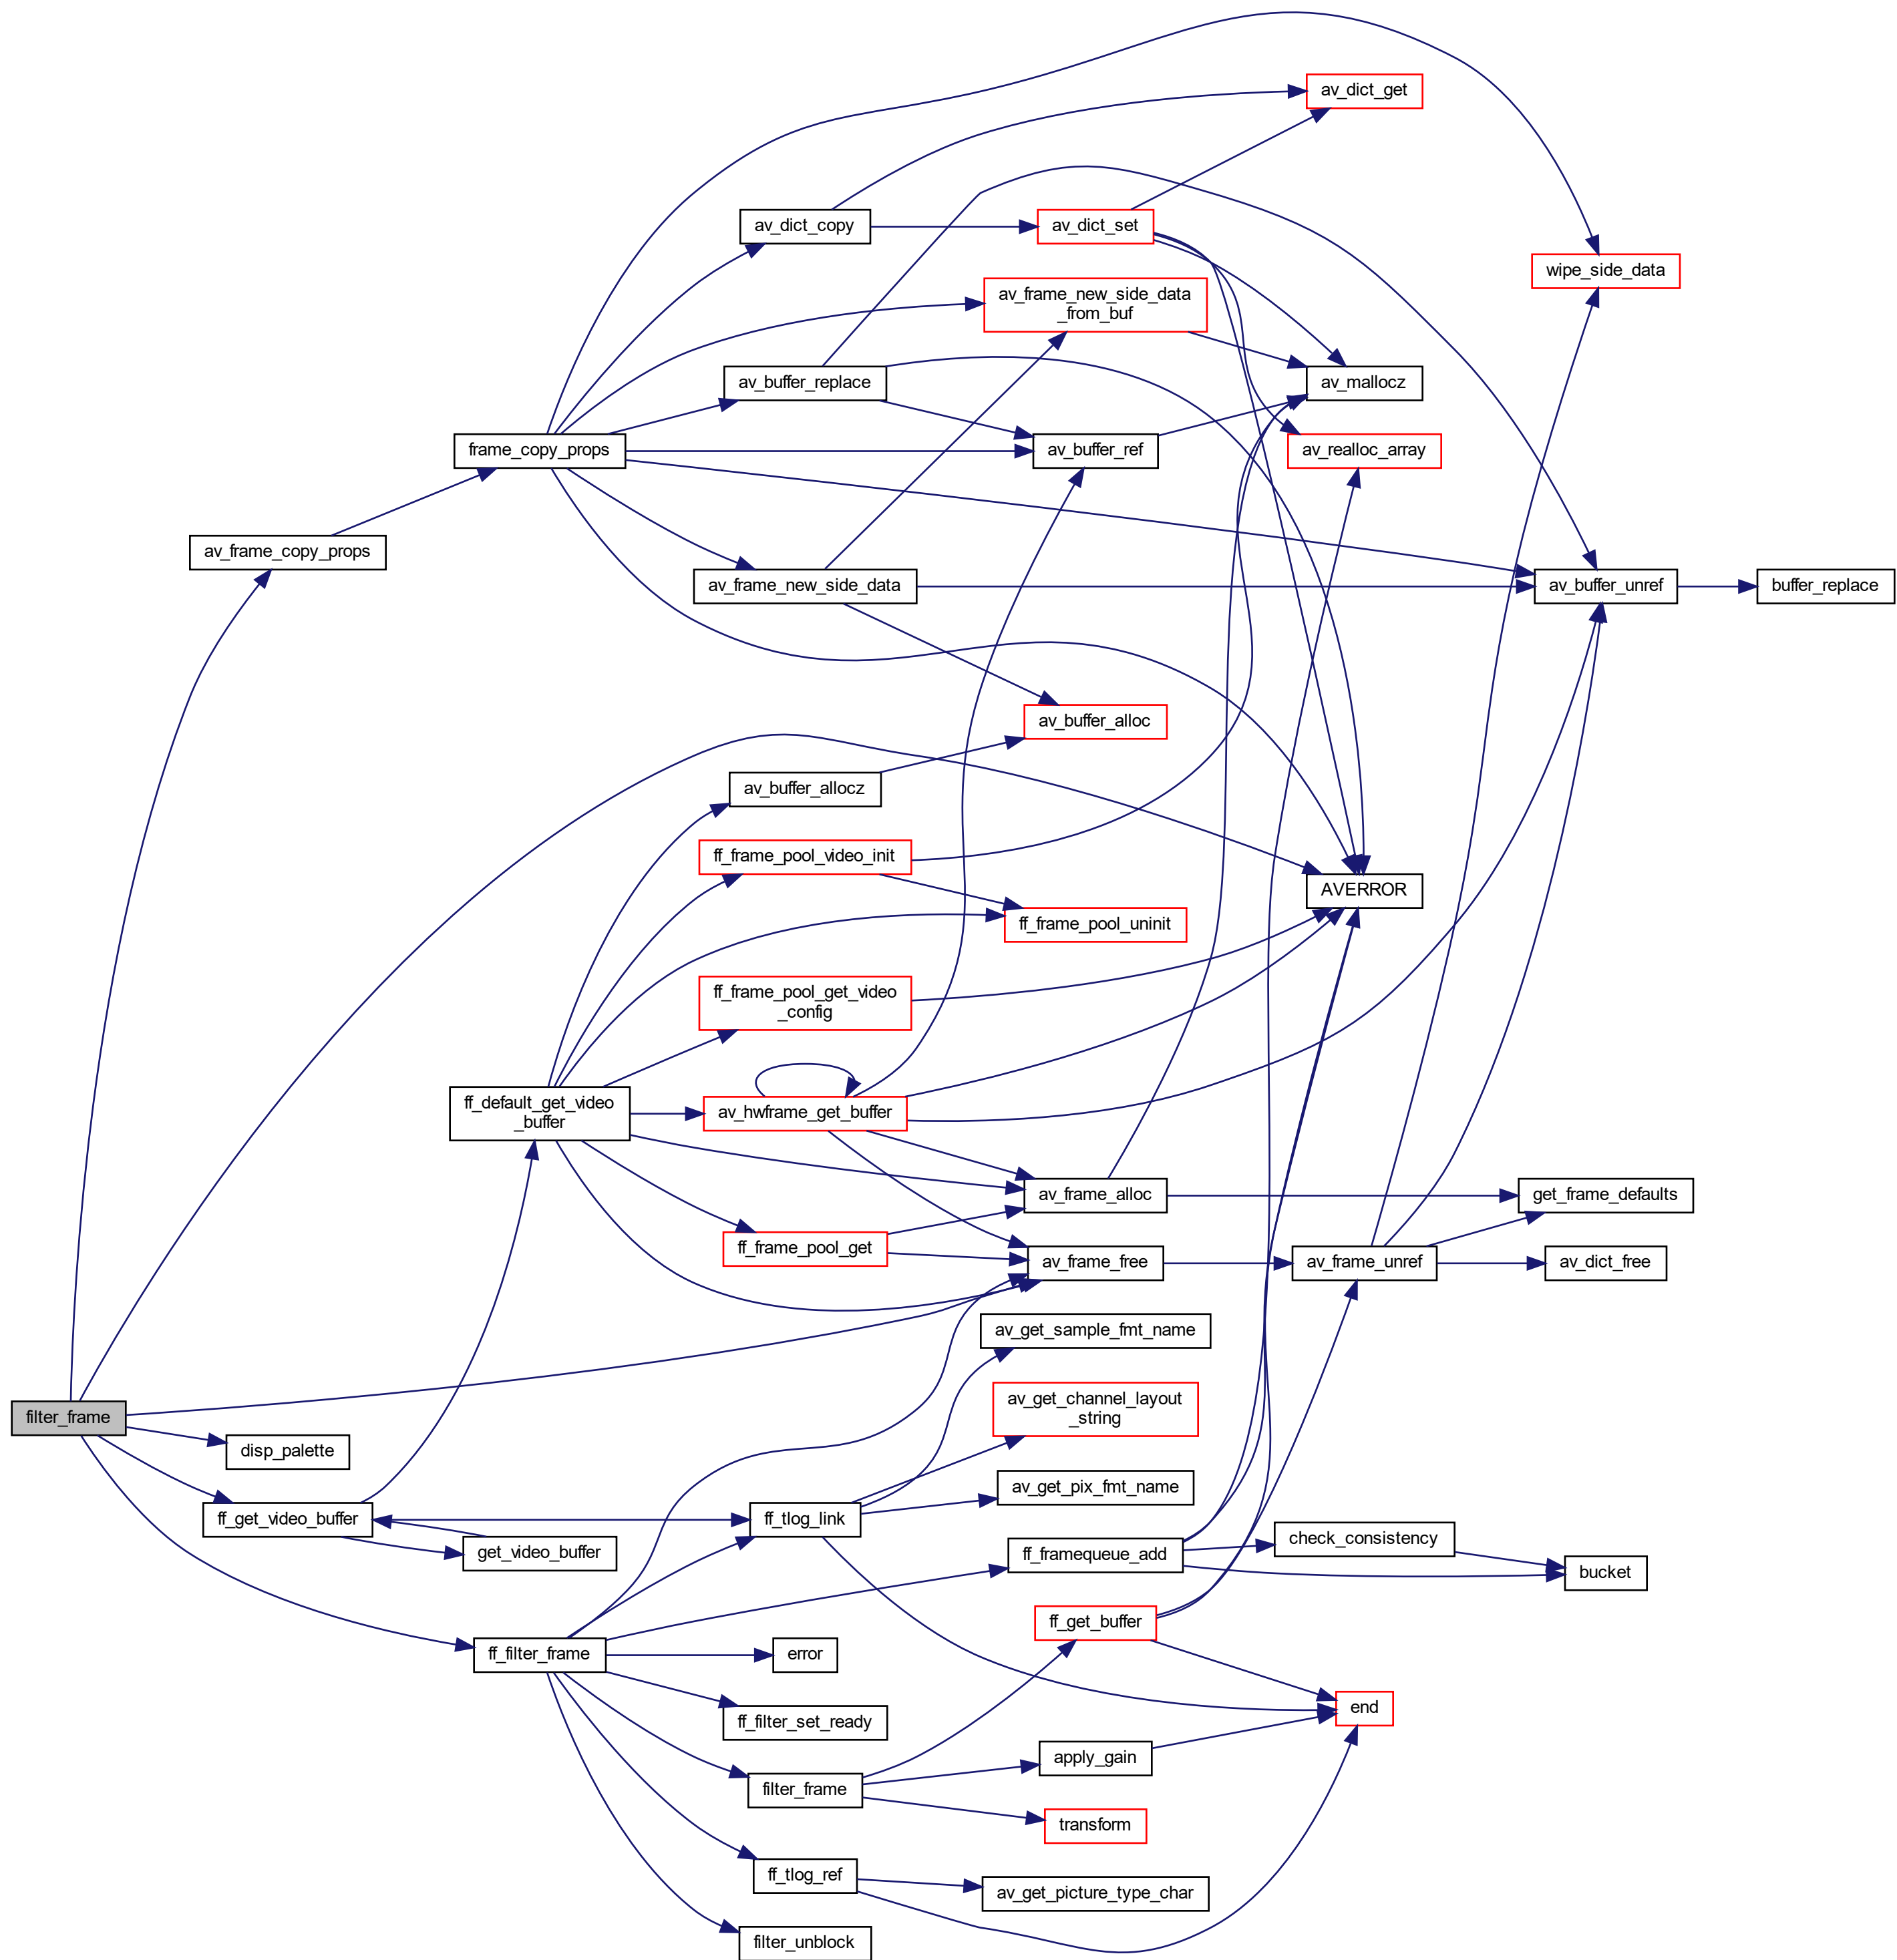 av_dict_get
av_dict_copy
av_dict_set
wipe_side_data
av_frame_new_side_data
_from_buf
av_buffer_replace
av_mallocz
frame_copy_props
av_buffer_ref
av_realloc_array
av_frame_copy_props
av_frame_new_side_data
av_buffer_unref
buffer_replace
av_buffer_alloc
av_buffer_allocz
ff_frame_pool_video_init
AVERROR
ff_frame_pool_uninit
ff_frame_pool_get_video
_config
ff_default_get_video
_buffer
av_hwframe_get_buffer
av_frame_alloc
get_frame_defaults
ff_frame_pool_get
av_frame_free
av_frame_unref
av_dict_free
av_get_sample_fmt_name
filter_frame
av_get_channel_layout
_string
disp_palette
av_get_pix_fmt_name
ff_get_video_buffer
ff_tlog_link
get_video_buffer
ff_framequeue_add
check_consistency
bucket
ff_get_buffer
ff_filter_frame
error
end
ff_filter_set_ready
apply_gain
filter_frame
transform
ff_tlog_ref
av_get_picture_type_char
filter_unblock